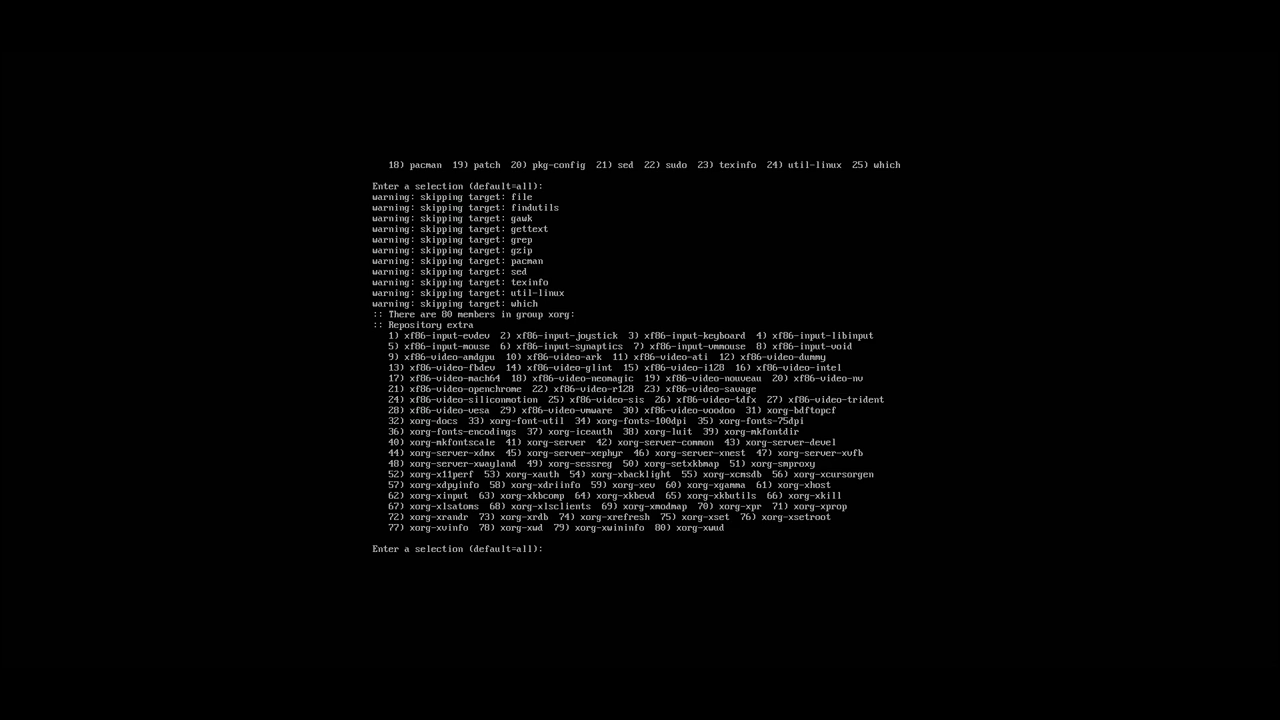 18) pacman  19) patch  20) pkg-config  21) sed  22) sudo  23) texinfo  24) util-linux  25) which
Enter a selection (default=all):
warning: skipping target: file
warning: skipping target: findutils
warning: skipping target: gawk
warning: skipping target: gettext
warning: skipping target: grep
warning: skipping target: gzip
warning: skipping target: pacman
warning: skipping target: sed
warning: skipping target: texinfo
warning: skipping target: util-linux
warning: skipping target: which
:: There are 80 members in group xorg:
:: Repository extra
1) xf86-input-evdev  2) xf86-input-joystick  3) xf86-input-keyboard  4) xf86-input-libinput
5) xf86-input-mouse  6) xf86-input-synaptics  7) xf86-input-vmmouse  8) xf86-input-void
9) xf86-video-amdgpu  10) xf86-video-ark  11) xf86-video-ati  12) xf86-video-dummy
13) xf86-video-fbdev  14) xf86-video-glint  15) xf86-video-i128  16) xf86-video-intel
17) xf86-video-mach64  18) xf86-video-neomagic  19) xf86-video-nouveau  20) xf86-video-nv
21) xf86-video-openchrome  22) xf86-video-r128  23) xf86-video-savage
24) xf86-video-siliconmotion  25) xf86-video-sis  26) xf86-video-tdfx  27) xf86-video-trident
28) xf86-video-vesa  29) xf86-video-vmware  30) xf86-video-voodoo  31) xorg-bdftopcf
32) xorg-docs  33) xorg-font-util  34) xorg-fonts-100dpi  35) xorg-fonts-75dpi
36) xorg-fonts-encodings  37) xorg-iceauth  38) xorg-luit  39) xorg-mkfontdir
40) xorg-mkfontscale  41) xorg-server  42) xorg-server-common  43) xorg-server-devel
44) xorg-server-xdmx  45) xorg-server-xephyr  46) xorg-server-xnest  47) xorg-server-xvfb
48) xorg-server-xwayland  49) xorg-sessreg  50) xorg-setxkbmap  51) xorg-smproxy
52) xorg-x11perf  53) xorg-xauth  54) xorg-xbacklight  55) xorg-xcmsdb  56) xorg-xcursorgen
57) xorg-xdpyinfo  58) xorg-xdriinfo  59) xorg-xev  60) xorg-xgamma  61) xorg-xhost
62) xorg-xinput  63) xorg-xkbcomp  64) xorg-xkbevd  65) xorg-xkbutils  66) xorg-xkill
67) xorg-xlsatoms  68) xorg-xlsclients  69) xorg-xmodmap  70) xorg-xpr  71) xorg-xprop
72) xorg-xrandr  73) xorg-xrdb  74) xorg-xrefresh  75) xorg-xset  76) xorg-xsetroot
77) xorg-xvinfo  78) xorg-xwd  79) xorg-xwininfo  80) xorg-xwud
Enter a selection (default=all):